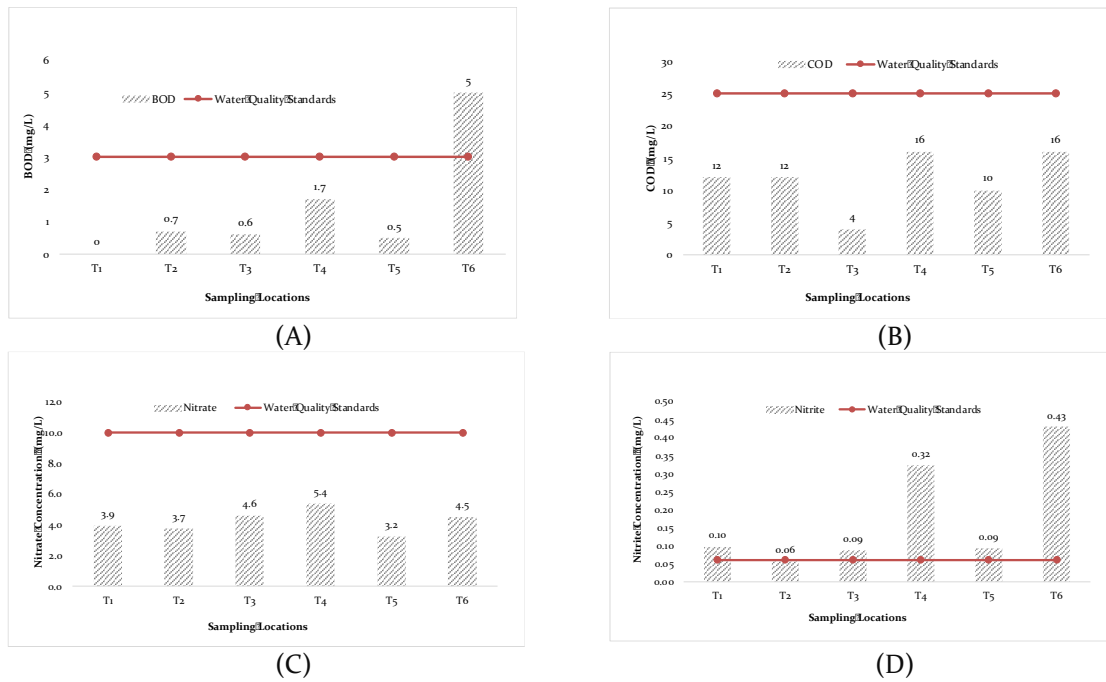 6
5
4
3
2
1
0
BOD (mg/L)
BOD
Water Quality Standards
0
0.7
0.6
1.7
0.5
5
T1
T2
T3
T4
T5
T6
Sampling Locations
(A)
30
25
20
15
10
5
0
COD (mg/L)
COD
Water Quality Standards
12
12
4
16
10
16
T1
T2
T3
T4
T5
T6
Sampling Locations
(B)
12.0
10.0
8.0
6.0
4.0
2.0
0.0
Nitrate Concentration (mg/L)
Nitrate
Water Quality Standards
3.9
3.7
4.6
5.4
3.2
4.5
T1
T2
T3
T4
T5
T6
Sampling Locations
(C)
0.50
0.45
0.40
0.35
0.30
0.25
0.20
0.15
0.10
0.05
0.00
Nitrite Concentration (mg/L)
Nitrite
Water Quality Standards
0.10
0.06
0.09
0.32
0.09
0.43
T1
T2
T3
T4
T5
T6
Sampling Locations
(D)